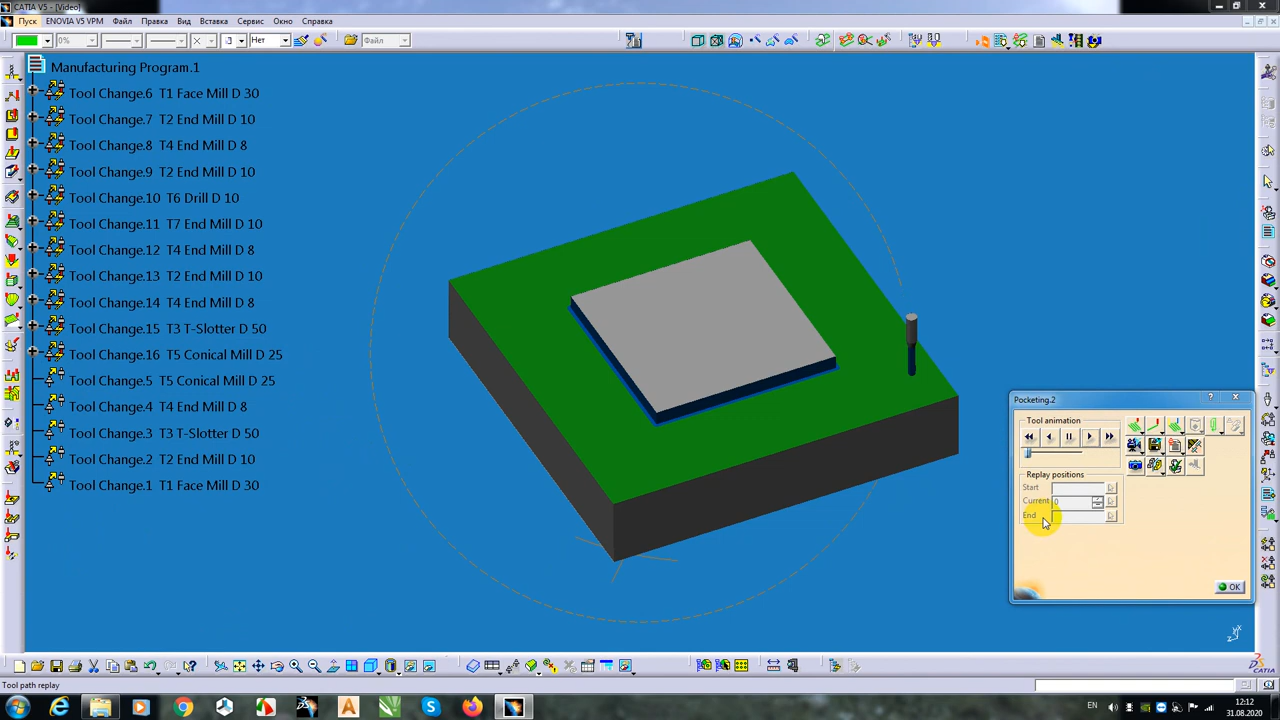 CATIA V5 - [Video]
Пуск ENOVIA V5 VPM Файл Правка Вид Вставка Сервис Окно Справка
0% Нет Файл
Manufacturing Program.1
Tool Change.6 T1 Face Mill D 30
Tool Change.7 T2 End Mill D 10
Tool Change.8 T4 End Mill D 8
Tool Change.9 T2 End Mill D 10
Tool Change.10 T6 Drill D 10
Tool Change.11 T7 End Mill D 10
Tool Change.12 T4 End Mill D 8
Tool Change.13 T2 End Mill D 10
Tool Change.14 T4 End Mill D 8
Tool Change.15 T3 T-Slotter D 50
Tool Change.16 T5 Conical Mill D 25
Tool Change.5 T5 Conical Mill D 25
Tool Change.4 T4 End Mill D 8
Tool Change.3 T3 T-Slotter D 50
Tool Change.2 T2 End Mill D 10
Tool Change.1 T1 Face Mill D 30
Pocketing.2
Tool animation
Replay positions
Start
Current 0
End
OK
Tool path replay
EN 12:12
31.08.2020